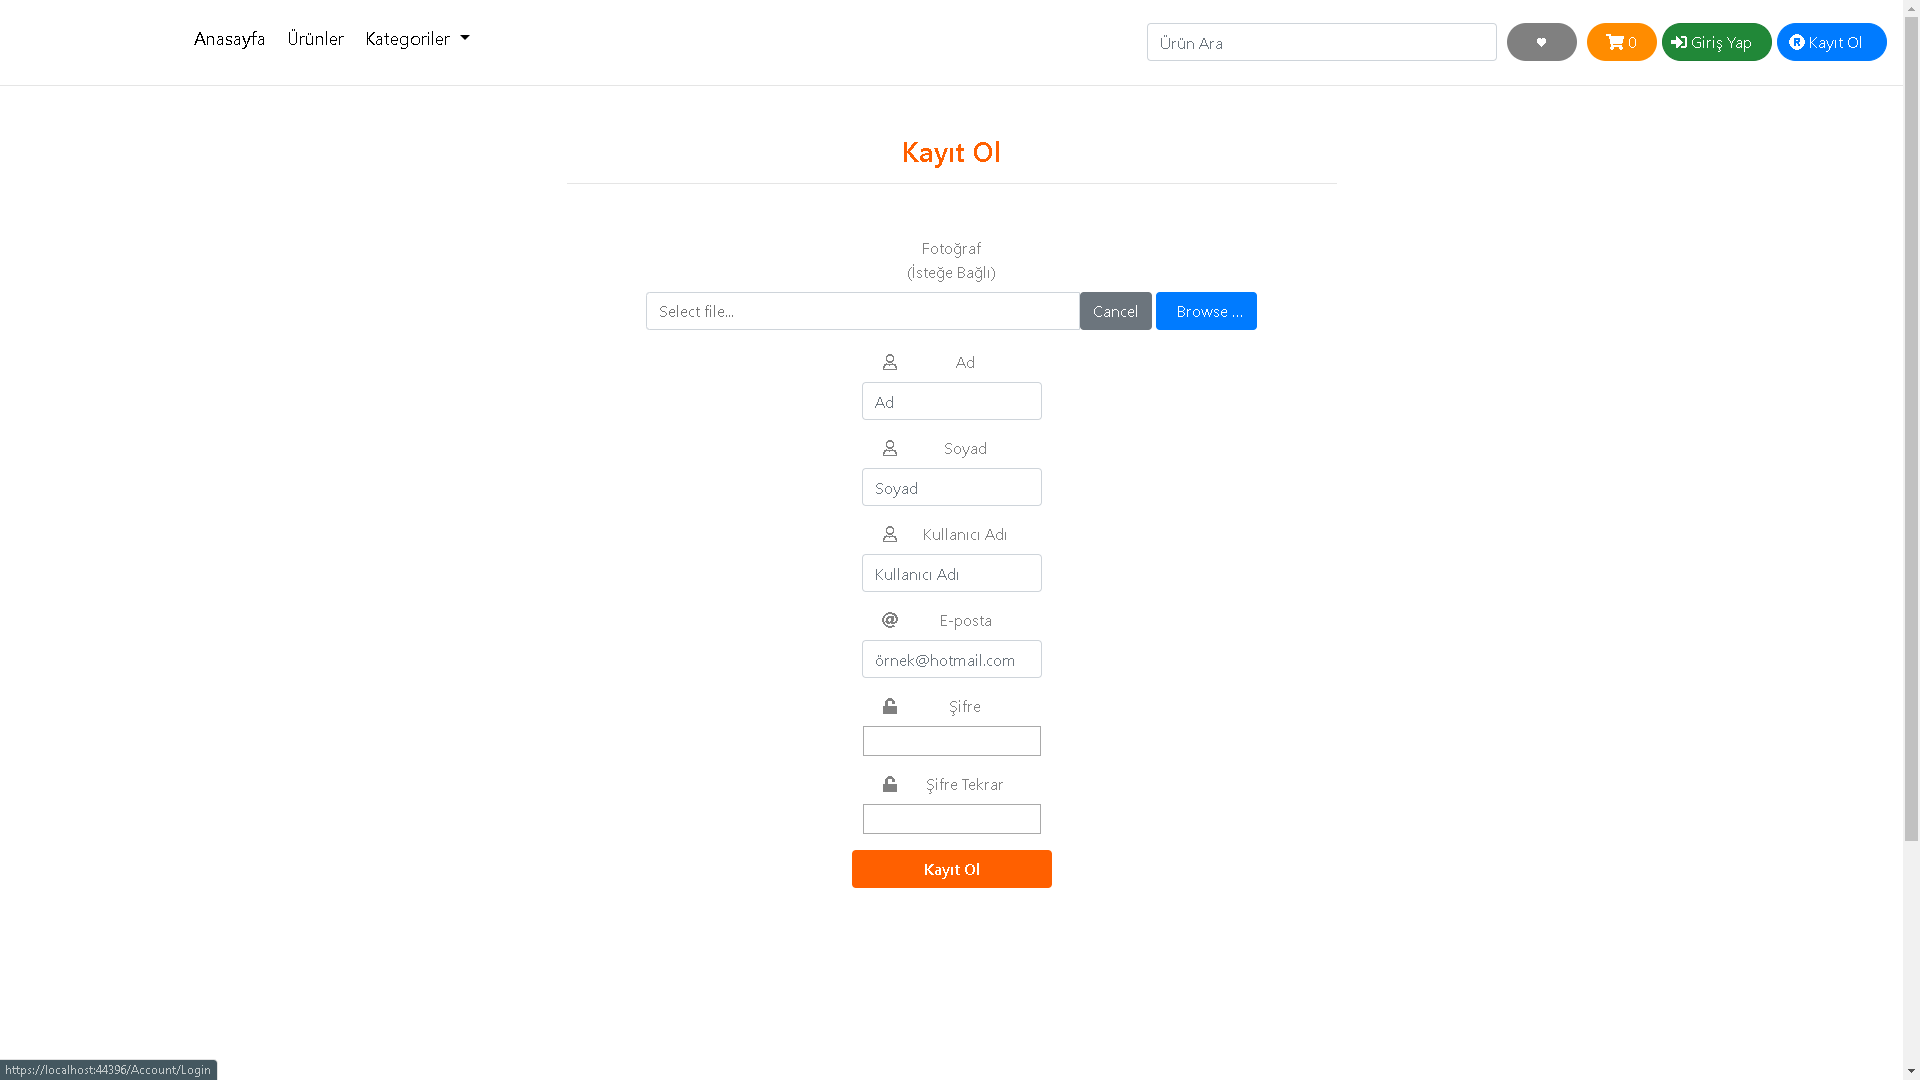 Anasayfa Ürünler Kategoriler Ürün Ara 0 Giriş Yap Kayıt Ol
Kayıt Ol
Fotoğraf
(İsteğe Bağlı)
Select file... Cancel Browse ...
Ad
Ad
Soyad
Soyad
Kullanıcı Adı
Kullanıcı Adı
E-posta
örnek@hotmail.com
Şifre
Şifre Tekrar
Kayıt Ol
https://localhost:44396/Account/Login